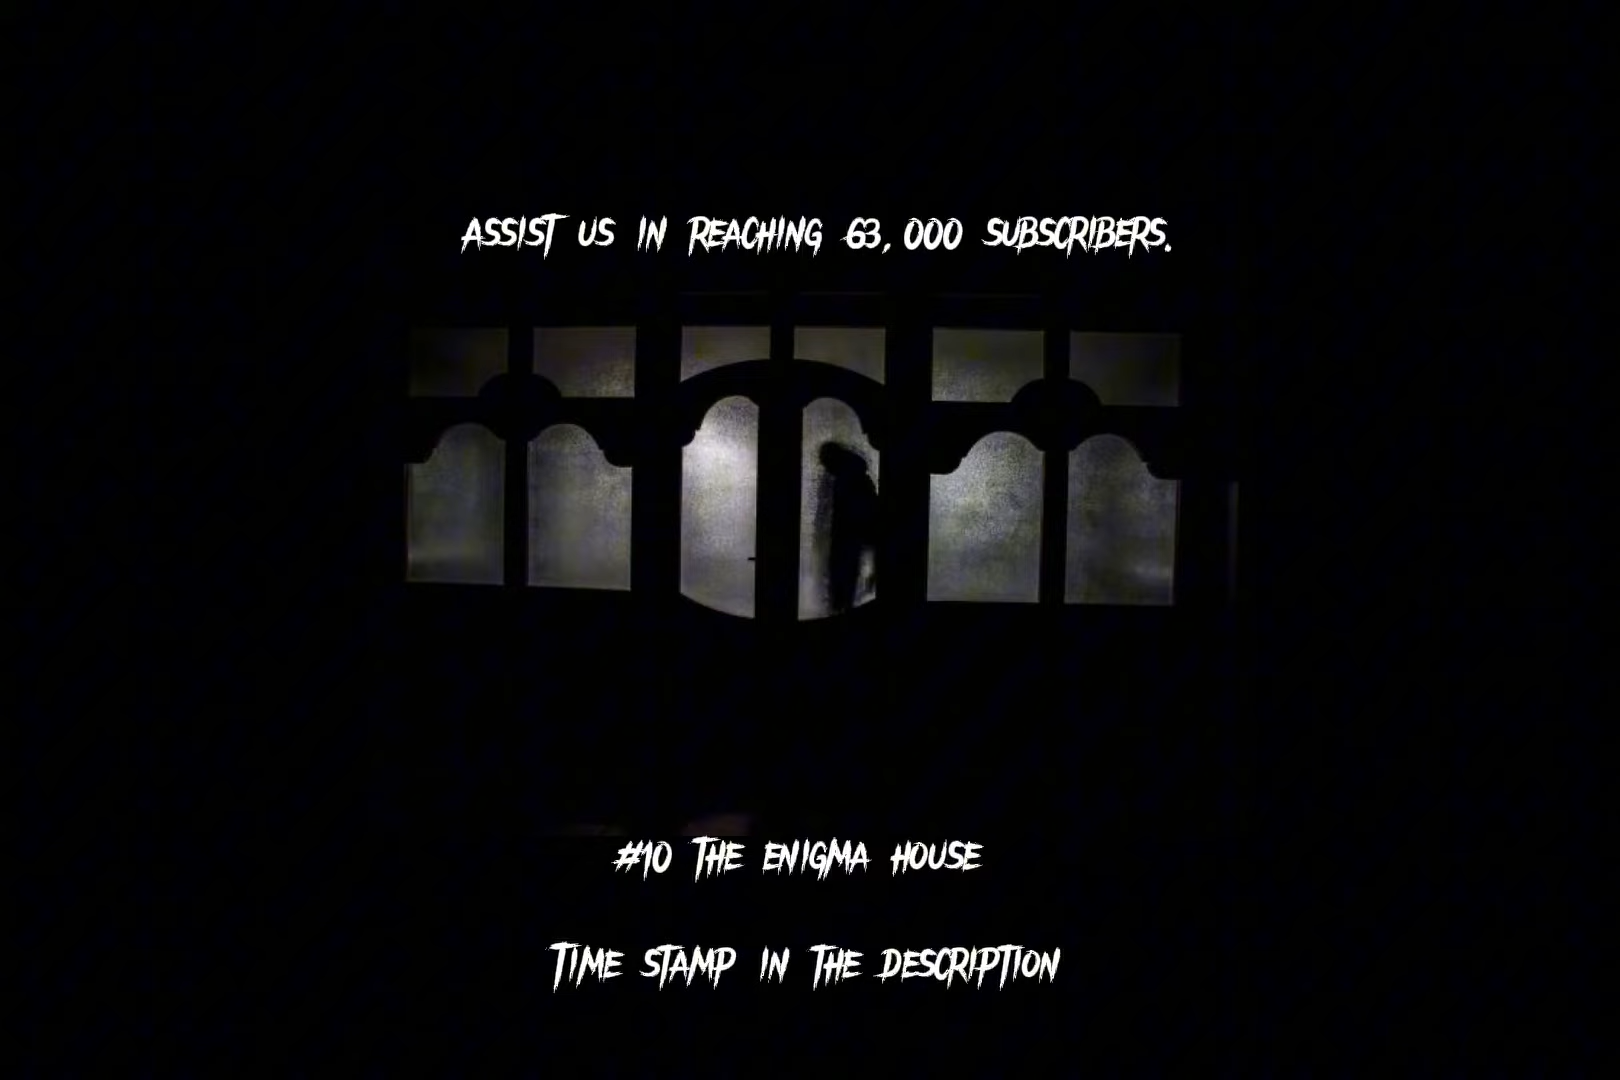 ASSIST US IN REACHING 63,000 SUBSCRIBERS.
#10 THE ENIGMA HOUSE
TIME STAMP IN THE DESCRIPTION